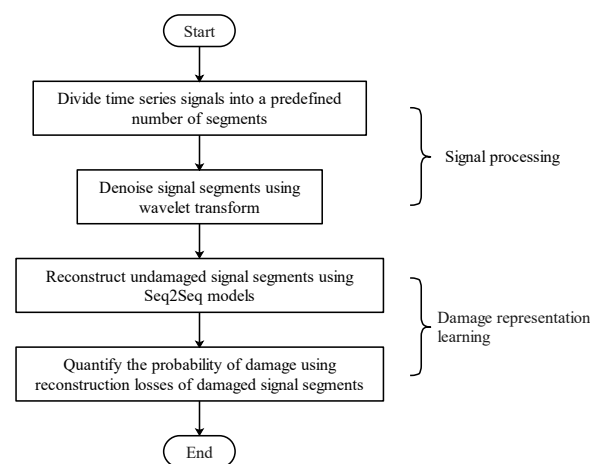 Start
Divide time series signals into a predefined
number of segments
Signal processing
Denoise signal segments using
wavelet transform
Reconstruct undamaged signal segments using
Seq2Seq models
Damage representation
learning
Quantify the probability of damage using
reconstruction losses of damaged signal segments
End